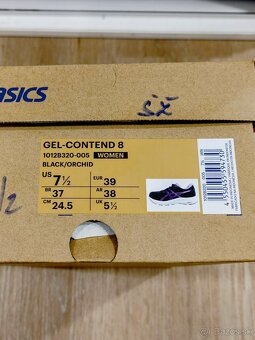 ASICS
GEL-CONTEND 8
1012B320-005 WOMEN
BLACK/ORCHID
US 7½ EUR 39
BR 37 AR 38
CM 24.5 UK 5½